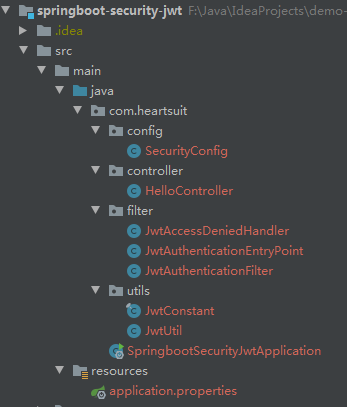 springboot-security-jwt F:\Java\IdeaProjects\demo-
.idea
src
main
java
com.heartsuit
config
SecurityConfig
controller
HelloController
filter
JwtAccessDeniedHandler
JwtAuthenticationEntryPoint
JwtAuthenticationFilter
utils
JwtConstant
JwtUtil
SpringbootSecurityJwtApplication
resources
application.properties